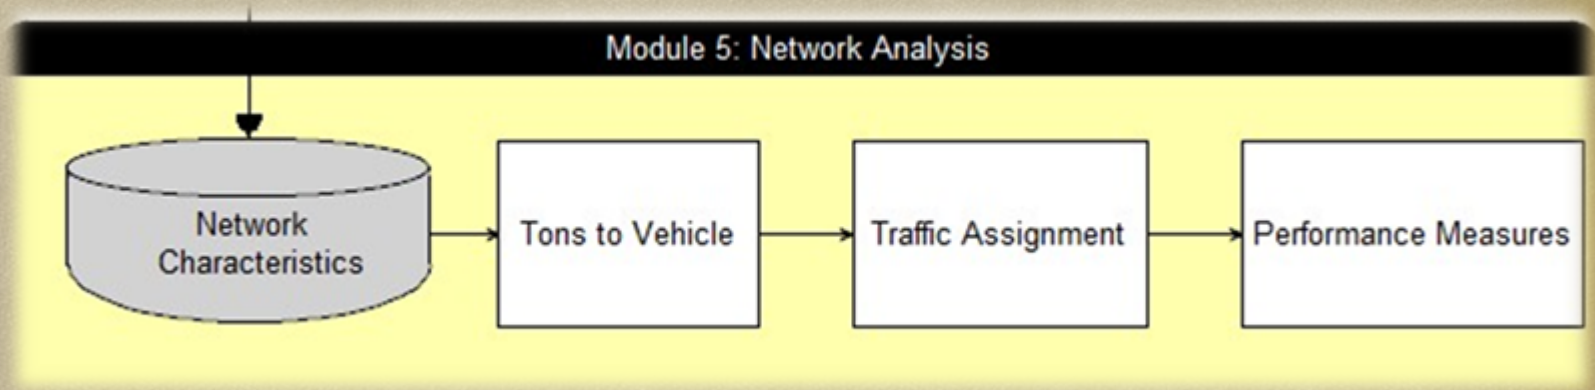 Module 5: Network Analysis
Network
Characteristics
Tons to Vehicle
Traffic Assignment
Performance Measures